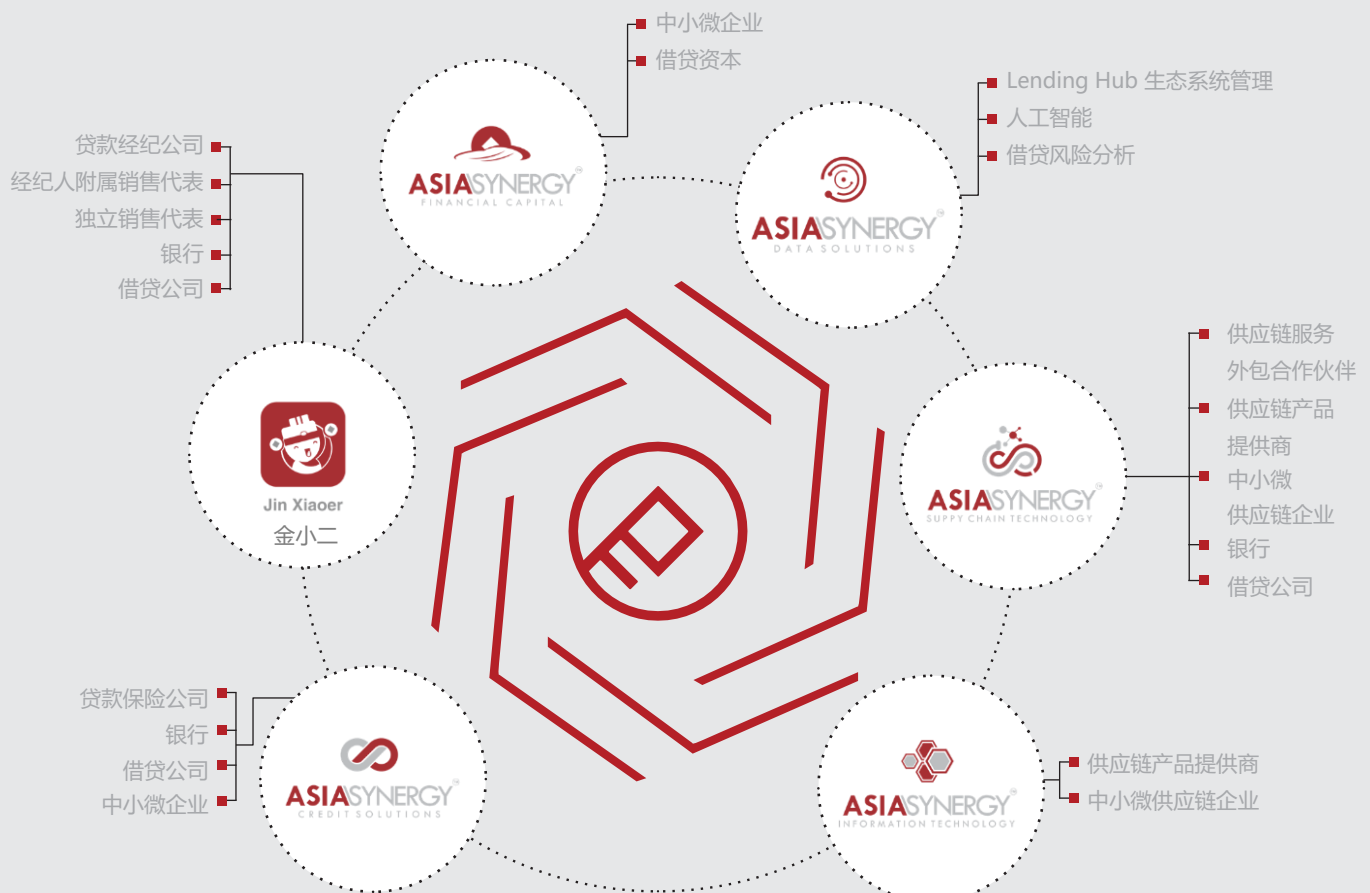 中小微企业
借贷资本
ASIASYNERGY™
FINANCIAL CAPITAL
Lending Hub 生态系统管理
人工智能
借贷风险分析
ASIASYNERGY™
DATA SOLUTIONS
贷款经纪公司
经纪人附属销售代表
独立销售代表
银行
借贷公司
Jin Xiaoer
金小二
供应链服务
外包合作伙伴
供应链产品
提供商
中小微
供应链企业
银行
借贷公司
ASIASYNERGY™
SUPPY CHAIN TECHNOLOGY
贷款保险公司
银行
借贷公司
中小微企业
ASIASYNERGY™
CREDIT SOLUTIONS
ASIASYNERGY™
INFORMATION TECHNOLOGY
供应链产品提供商
中小微供应链企业